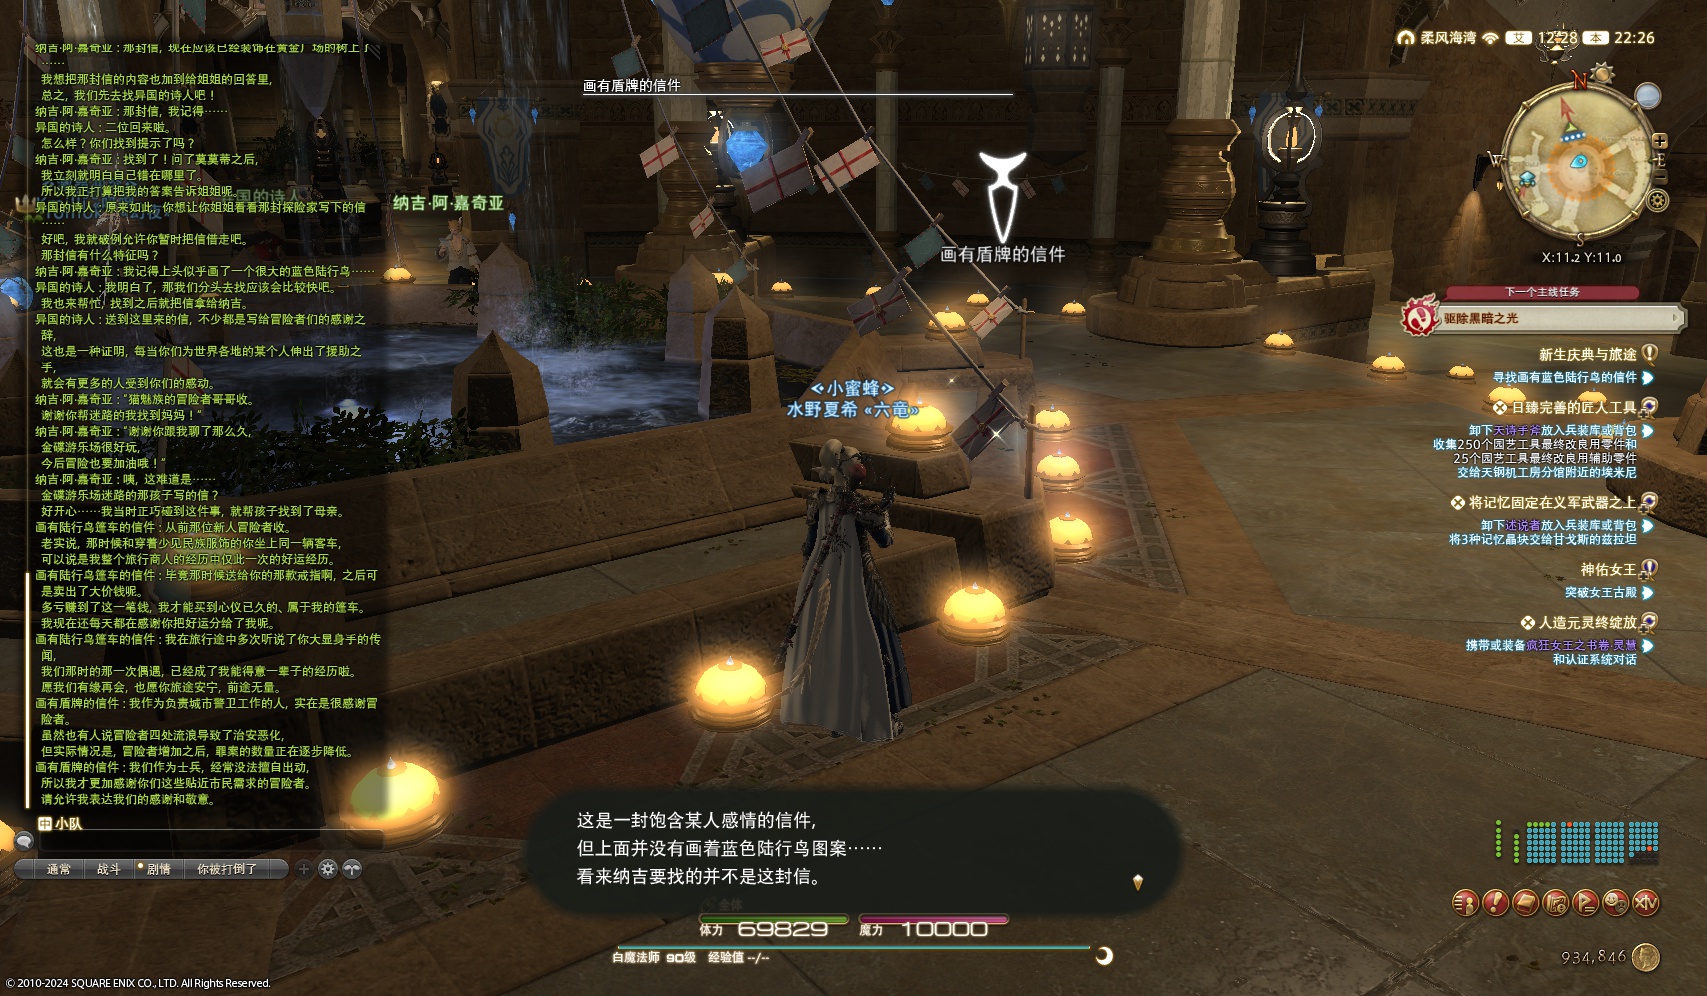 纳吉·阿·嘉奇亚：那封信，现在应该已经装饰在黄金广场的树上了
……
我想把那封信的内容也加到给姐姐的回答里，
总之，我们先去找异国的诗人吧！
纳吉·阿·嘉奇亚：那封信，我记得……
异国的诗人：二位回来啦。
怎么样？你们找到提示了吗？
纳吉·阿·嘉奇亚：找到了！问了莫莫蒂之后，
我立刻就明白自己错在哪里了。
所以我正打算把我的答案告诉姐姐呢。
异国的诗人：原来如此，你想让你姐姐看看那封探险家写下的信
……
好吧，我就破例允许你暂时把信借走吧。
那封信有什么特征吗？
纳吉·阿·嘉奇亚：我记得上头似乎画了一个很大的蓝色陆行鸟……
异国的诗人：我明白了，那我们分头去找应该会比较快吧。
我也来帮忙，找到之后就把信拿给纳吉。
异国的诗人：送到这里来的信，不少都是写给冒险者们的感谢之
辞，
这也是一种证明，每当你们为世界各地的某个人伸出了援助之
手，
就会有更多的人受到你们的感动。
纳吉·阿·嘉奇亚：“猫魅族的冒险者哥哥收。
谢谢你帮迷路的我找到妈妈！”
纳吉·阿·嘉奇亚：“谢谢你跟我聊了那么久，
金碟游乐场很好玩，
今后冒险也要加油哦！”
纳吉·阿·嘉奇亚：咦，这难道是……
金碟游乐场迷路的那孩子写的信？
好开心……我当时正巧碰到这件事，就帮孩子找到了母亲。
画有陆行鸟篷车的信件：从前那位新人冒险者收。
老实说，那时候和穿着少见民族服饰的你坐上同一辆客车，
可以说是我整个旅行商人的经历中仅此一次的好运经历。
画有陆行鸟篷车的信件：毕竟那时候送给你的那款戒指啊，之后可
是卖出了大价钱呢。
多亏赚到了这一笔钱，我才能买到心仪已久的、属于我的篷车。
我现在还每天都在感谢你把好运分给了我呢。
画有陆行鸟篷车的信件：我在旅行途中多次听说了你大显身手的传
闻，
我们那时的那一次偶遇，已经成了我能得意一辈子的经历啦。
愿我们有缘再会，也愿你旅途安宁，前途无量。
画有盾牌的信件：我作为负责城市警卫工作的人，实在是很感谢冒
险者。
虽然也有人说冒险者四处流浪导致了治安恶化，
但实际情况是，冒险者增加之后，罪案的数量正在逐步降低。
画有盾牌的信件：我们作为士兵，经常没法擅自出动，
所以我才更加感谢你们这些贴近市民需求的冒险者。
请允许我表达我们的感谢和敬意。
中 小队
通常 战斗 剧情 你被打倒了
© 2010-2024 SQUARE ENIX CO., LTD. All Rights Reserved.
画有盾牌的信件
纳吉·阿·嘉奇亚
画有盾牌的信件
«小蜜蜂»
水野夏希 «六竜»
这是一封饱含某人感情的信件，
但上面并没有画着蓝色陆行鸟图案……
看来纳吉要找的并不是这封信。
体力 69829 魔力 10000
白魔法师 90级 经验值 --/--
柔风海湾 艾 12:28 本 22:26
N
W E
S
X:11.2 Y:11.0
下一个主线任务
驱除黑暗之光
新生庆典与旅途
寻找画有蓝色陆行鸟的信件
日臻完善的匠人工具
卸下天诗手斧放入兵装库或背包
收集250个园艺工具最终改良用零件和
25个园艺工具最终改良用辅助零件
交给天钢机工房分馆附近的埃米尼
将记忆固定在义军武器之上
卸下述说者放入兵装库或背包
将3种记忆晶块交给甘戈斯的兹拉坦
神佑女王
突破女王古殿
人造元灵终绽放
携带或装备疯狂女王之书卷·灵慧
和认证系统对话
934,846